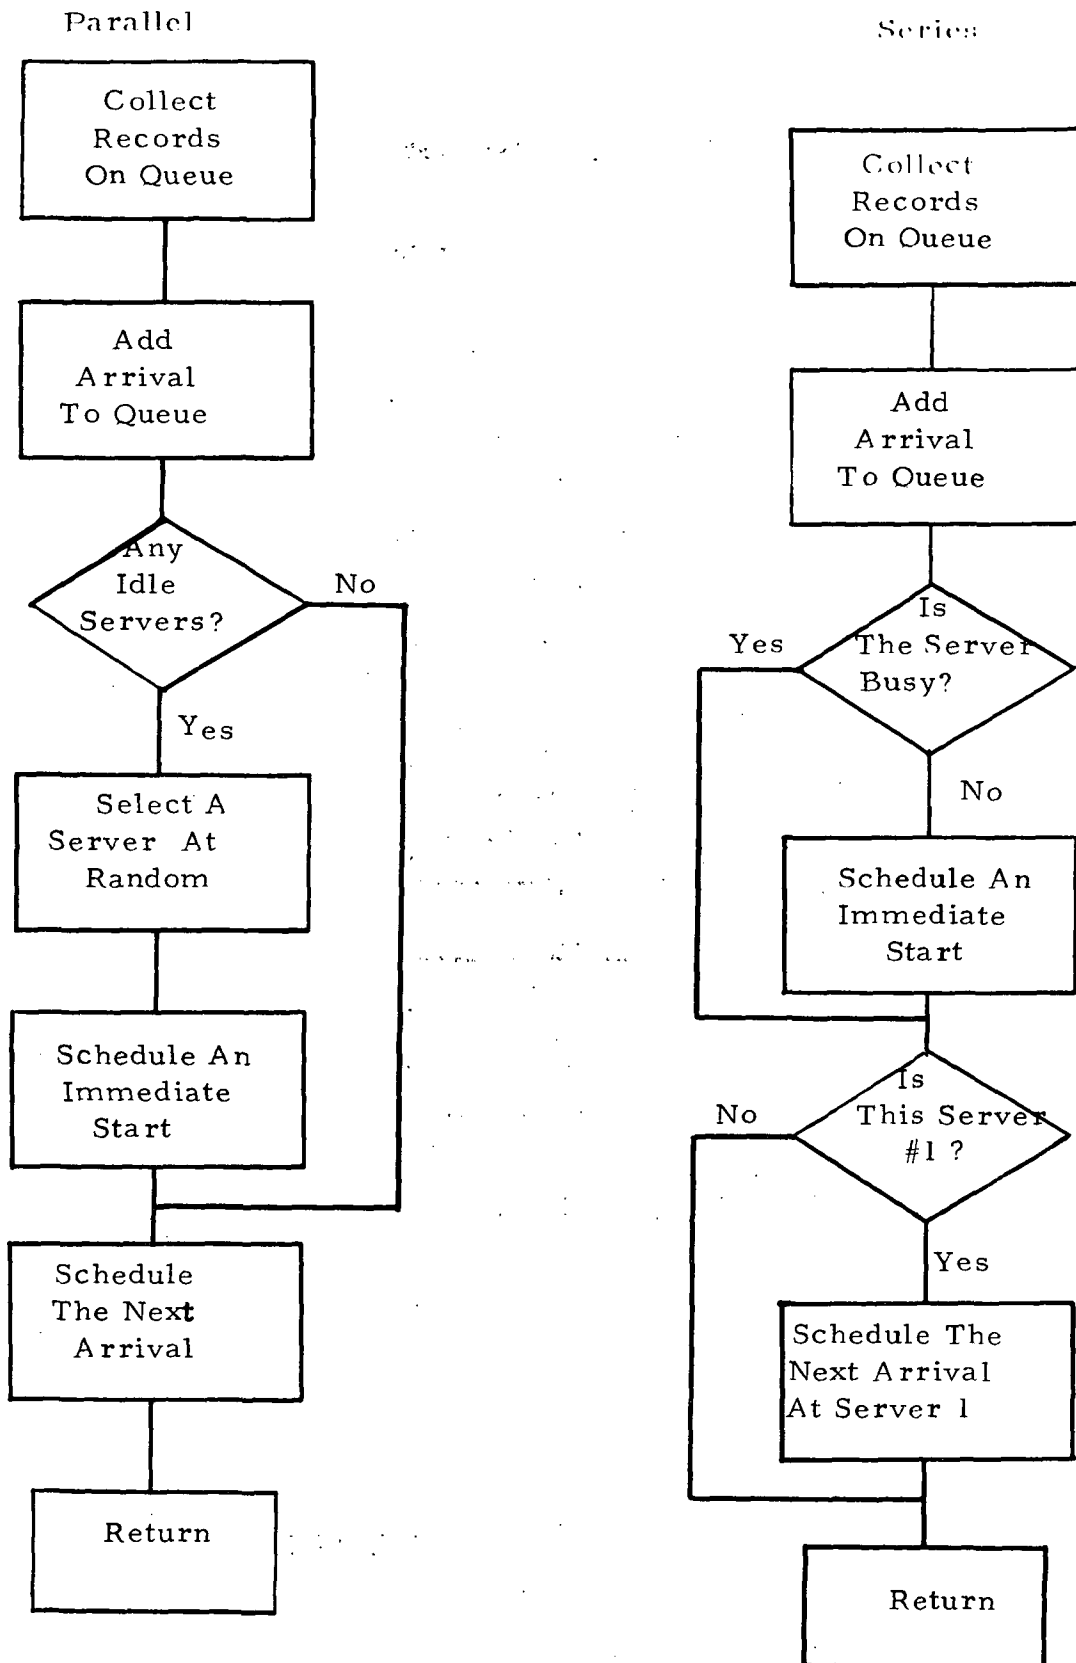 Parallel
Collect
Records
On Queue
Add
Arrival
To Queue
Any
Idle
Servers?
No
Yes
Select A
Server At
Random
Schedule An
Immediate
Start
Schedule
The Next
Arrival
Return
Series
Collect
Records
On Queue
Add
Arrival
To Queue
Is
The Server
Busy?
Yes
No
Schedule An
Immediate
Start
Is
This Server
#1 ?
No
Yes
Schedule The
Next Arrival
At Server 1
Return